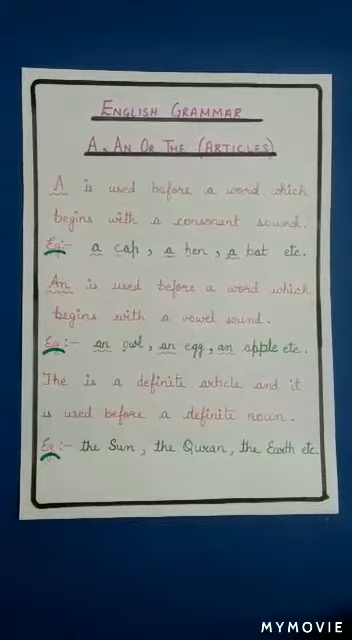 ENGLISH GRAMMAR
A, AN OR THE (ARTICLES)
A is used before a word which
begins with a consonant sound.
Eg:- a cap, a hen, a bat etc.
An is used before a word which
begins with a vowel sound.
Eg:- an owl, an egg, an apple etc.
The is a definite article and it
is used before a definite noun.
Eg:- the Sun, the Quran, the Earth etc.
MYMOVIE